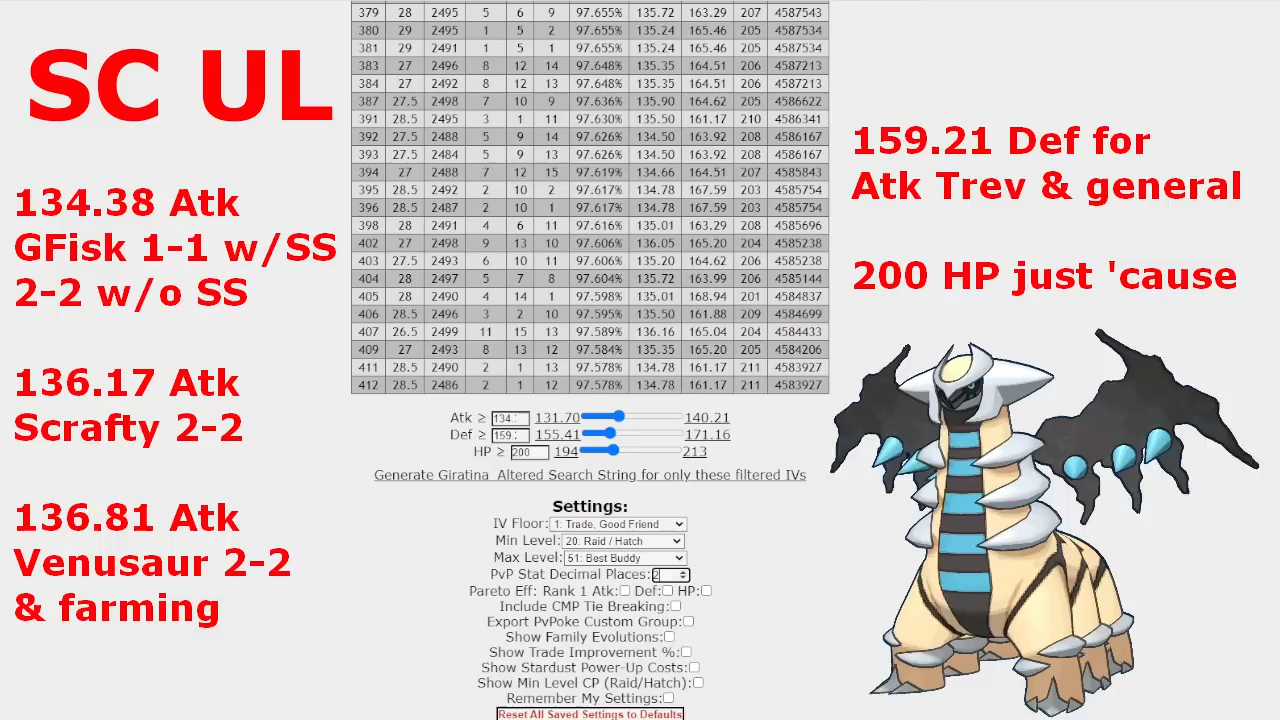 SC UL
134.38 Atk
GFisk 1-1 w/SS
2-2 w/o SS
136.17 Atk
Scrafty 2-2
136.81 Atk
Venusaur 2-2
& farming
379 28 2495 5 6 9 97.655% 135.72 163.29 207 4587543
380 29 2495 1 5 2 97.655% 135.24 165.46 205 4587534
381 29 2491 1 5 1 97.655% 135.24 165.46 205 4587534
383 27 2496 8 12 14 97.648% 135.35 164.51 206 4587213
384 27 2492 8 12 13 97.648% 135.35 164.51 206 4587213
387 27.5 2498 7 10 9 97.636% 135.90 164.62 205 4586622
391 28.5 2495 3 1 11 97.630% 135.50 161.17 210 4586341
392 27.5 2488 5 9 14 97.626% 134.50 163.92 208 4586167
393 27.5 2484 5 9 13 97.626% 134.50 163.92 208 4586167
394 27 2488 7 12 15 97.619% 134.66 164.51 207 4585843
395 28.5 2492 2 10 2 97.617% 134.78 167.59 203 4585754
396 28.5 2487 2 10 1 97.617% 134.78 167.59 203 4585754
398 28 2491 4 6 11 97.616% 135.01 163.29 208 4585696
402 27 2498 9 13 10 97.606% 136.05 165.20 204 4585238
403 27.5 2493 6 10 11 97.606% 135.20 164.62 206 4585238
404 28 2497 5 7 8 97.604% 135.72 163.99 206 4585144
405 28 2490 4 14 1 97.598% 135.01 168.94 201 4584837
406 28.5 2496 3 2 10 97.595% 135.50 161.88 209 4584699
407 26.5 2499 11 15 13 97.589% 136.16 165.04 204 4584433
409 27 2493 8 13 12 97.584% 135.35 165.20 205 4584206
411 28.5 2490 2 1 13 97.578% 134.78 161.17 211 4583927
412 28.5 2486 2 1 12 97.578% 134.78 161.17 211 4583927
Atk ≥ 134. 131.70 140.21
Def ≥ 159. 155.41 171.16
HP ≥ 200 194 213
Generate Giratina Altered Search String for only these filtered IVs
Settings:
IV Floor: 1: Trade, Good Friend
Min Level: 20: Raid / Hatch
Max Level: 51: Best Buddy
PvP Stat Decimal Places: 2
Pareto Eff: Rank 1 Atk: Def: HP:
Include CMP Tie Breaking:
Export PvPoke Custom Group:
Show Family Evolutions:
Show Trade Improvement %:
Show Stardust Power-Up Costs:
Show Min Level CP (Raid/Hatch):
Remember My Settings:
Reset All Saved Settings to Defaults
159.21 Def for
Atk Trev & general
200 HP just 'cause